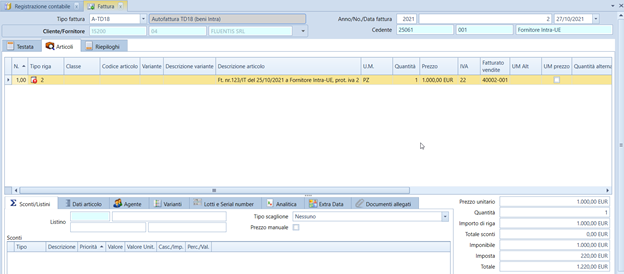 Registrazione contabile Fattura
Tipo fattura A-TD18 Autofattura TD18 (beni Intra) Anno/No./Data fattura 2021 2 27/10/2021
Cliente/Fornitore 15200 04 FLUENTIS SRL Cedente 25061 001 Fornitore Intra-UE
Testata Articoli Riepiloghi
N. Tipo riga Classe Codice articolo Variante Descrizione variante Descrizione articolo U.M. Quantità Prezzo IVA Fatturato vendite UM Alt UM prezzo Quantità alterna
1,00 2 Ft. nr.123/IT del 25/10/2021 a Fornitore Intra-UE, prot. iva 2 PZ 1 1.000,00 EUR 22 40002-001
Sconti/Listini Dati articolo Agente Varianti Lotti e Serial number Analitica Extra Data Documenti allegati
Listino Tipo scaglione Nessuno
Prezzo manuale
Sconti
Tipo Descrizione Priorità Valore Valore Unit. Casc./Imp. Perc./Val.
Prezzo unitario 1.000,00 EUR
Quantità 1
Importo di riga 1.000,00 EUR
Totale sconti 0,00 EUR
Imponibile 1.000,00 EUR
Imposta 220,00 EUR
Totale 1.220,00 EUR